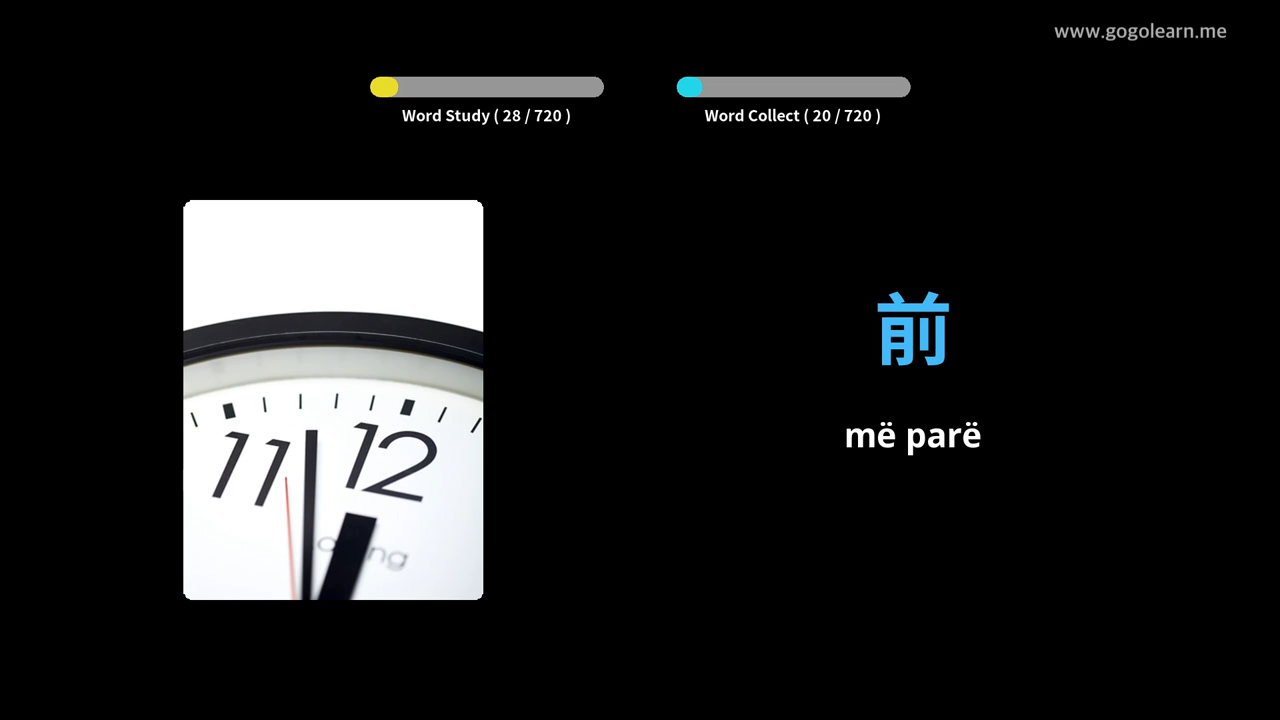 www.gogolearn.me
Word Study ( 28 / 720 )
Word Collect ( 20 / 720 )
11
12
前
më parë